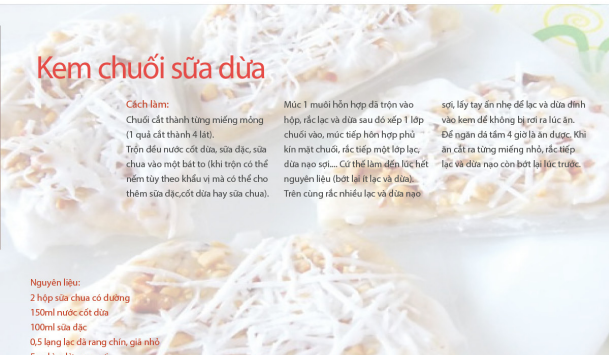 Kem chuối sữa dừa
Cách làm:
Chuối cắt thành từng miếng mỏng
(1 quả cắt thành 4 lát).
Trộn đều nước cốt dừa, sữa đặc, sữa
chua vào một bát to (khi trộn có thể
nếm tùy theo khẩu vị mà có thể cho
thêm sữa đặc,cốt dừa hay sữa chua).
Múc 1 muôi hỗn hợp đã trộn vào
hộp, rắc lạc và dừa sau đó xếp 1 lớp
chuối vào, múc tiếp hôn hợp phủ
kín mặt chuối, rắc tiếp một lớp lạc,
dừa nạo sợi.... Cứ thế làm đến lúc hết
nguyên liệu (bớt lại ít lạc và dừa).
Trên cùng rắc nhiều lạc và dừa nạo
sợi, lấy tay ấn nhẹ để lạc và dừa dính
vào kem để không bị rơi ra lúc ăn.
Để ngăn đá tầm 4 giờ là ăn được. Khi
ăn cắt ra từng miếng nhỏ, rắc tiếp
lạc và dừa nạo còn bớt lại lúc trước.
Nguyên liệu:
2 hộp sữa chua có đường
150ml nước cốt dừa
100ml sữa đặc
0,5 lạng lạc đã rang chín, giá nhỏ